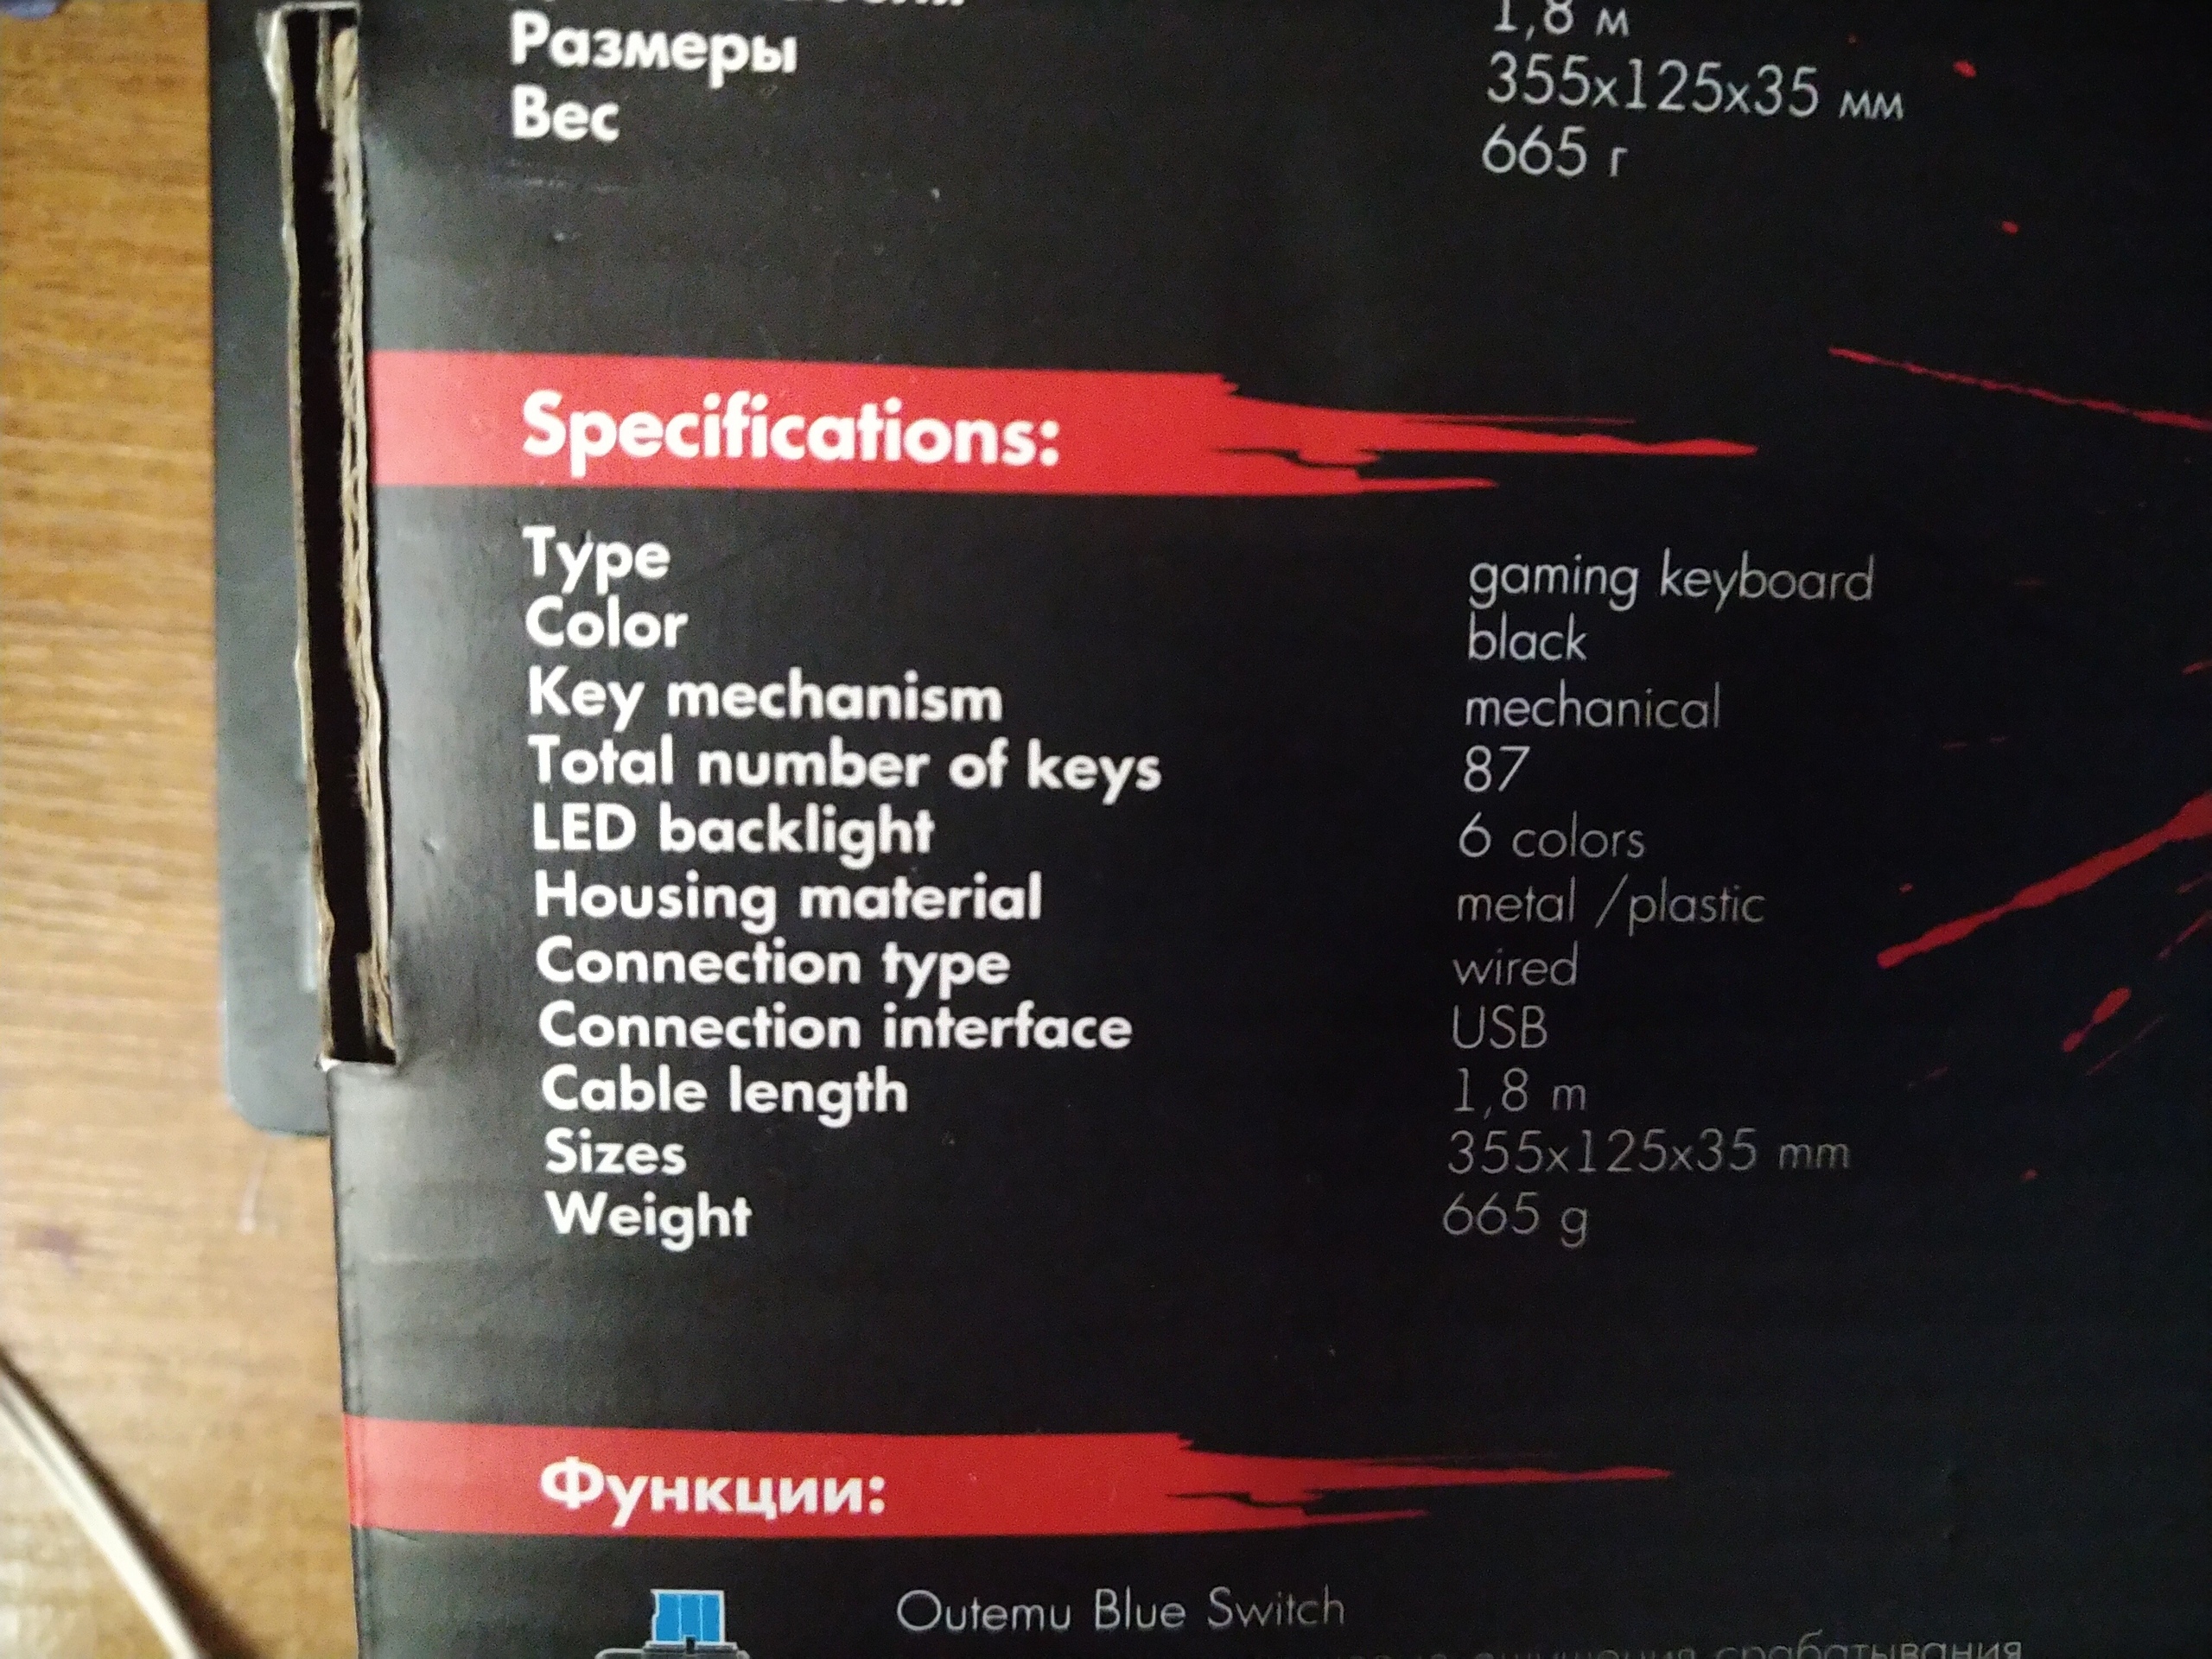 1,8 м
Размеры 355x125x35 мм
Вес 665 г
Specifications:
Type gaming keyboard
Color black
Key mechanism mechanical
Total number of keys 87
LED backlight 6 colors
Housing material metal /plastic
Connection type wired
Connection interface USB
Cable length 1,8 m
Sizes 355x125x35 mm
Weight 665 g
Функции:
Outemu Blue Switch
срабатывания